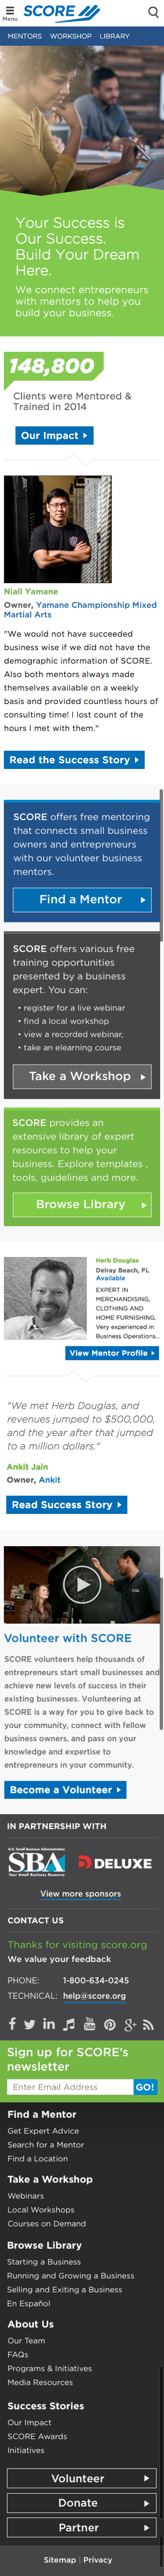 Menu
SCORE
MENTORS WORKSHOP LIBRARY
Your Success is
Our Success.
Build Your Dream
Here.
We connect entrepreneurs
with mentors to help you
build your business.
148,800
Clients were Mentored &
Trained in 2014
Our Impact
Niall Yamane
Owner, Yamane Championship Mixed
Martial Arts
"We would not have succeeded
business wise if we did not have the
demographic information of SCORE.
Also both mentors always made
themselves available on a weekly
basis and provided countless hours of
consulting time! I lost count of the
hours I met with them."
Read the Success Story
SCORE offers free mentoring
that connects small business
owners and entrepreneurs
with our volunteer business
mentors.
Find a Mentor
SCORE offers various free
training opportunities
presented by a business
expert. You can:
• register for a live webinar
• find a local workshop
• view a recorded webinar,
• take an elearning course
Take a Workshop
SCORE provides an
extensive library of expert
resources to help your
business. Explore templates ,
tools, guidelines and more.
Browse Library
Herb Douglas
Delray Beach, FL
Available
EXPERT IN
MERCHANDISING,
CLOTHING AND
HOME FURNISHING.
Very experienced in
Business Operations...
View Mentor Profile
"We met Herb Douglas, and
revenues jumped to $500,000,
and the year after that jumped
to a million dollars."
Ankit Jain
Owner, Ankit
Read Success Story
Volunteer with SCORE
SCORE volunteers help thousands of
entrepreneurs start small businesses and
achieve new levels of success in their
existing businesses. Volunteering at
SCORE is a way for you to give back to
your community, connect with fellow
business owners, and pass on your
knowledge and expertise to
entrepreneurs in your community.
Become a Volunteer
IN PARTNERSHIP WITH
U.S. Small Business Administration
SBA
DELUXE
View more sponsors
CONTACT US
Thanks for visiting score.org
We value your feedback
PHONE: 1-800-634-0245
TECHNICAL: help@score.org
Sign up for SCORE's
newsletter
Enter Email Address GO!
Find a Mentor
Get Expert Advice
Search for a Mentor
Find a Location
Take a Workshop
Webinars
Local Workshops
Courses on Demand
Browse Library
Starting a Business
Running and Growing a Business
Selling and Exiting a Business
En Español
About Us
Our Team
FAQs
Programs & Initiatives
Media Resources
Success Stories
Our Impact
SCORE Awards
Initiatives
Volunteer
Donate
Partner
Sitemap | Privacy